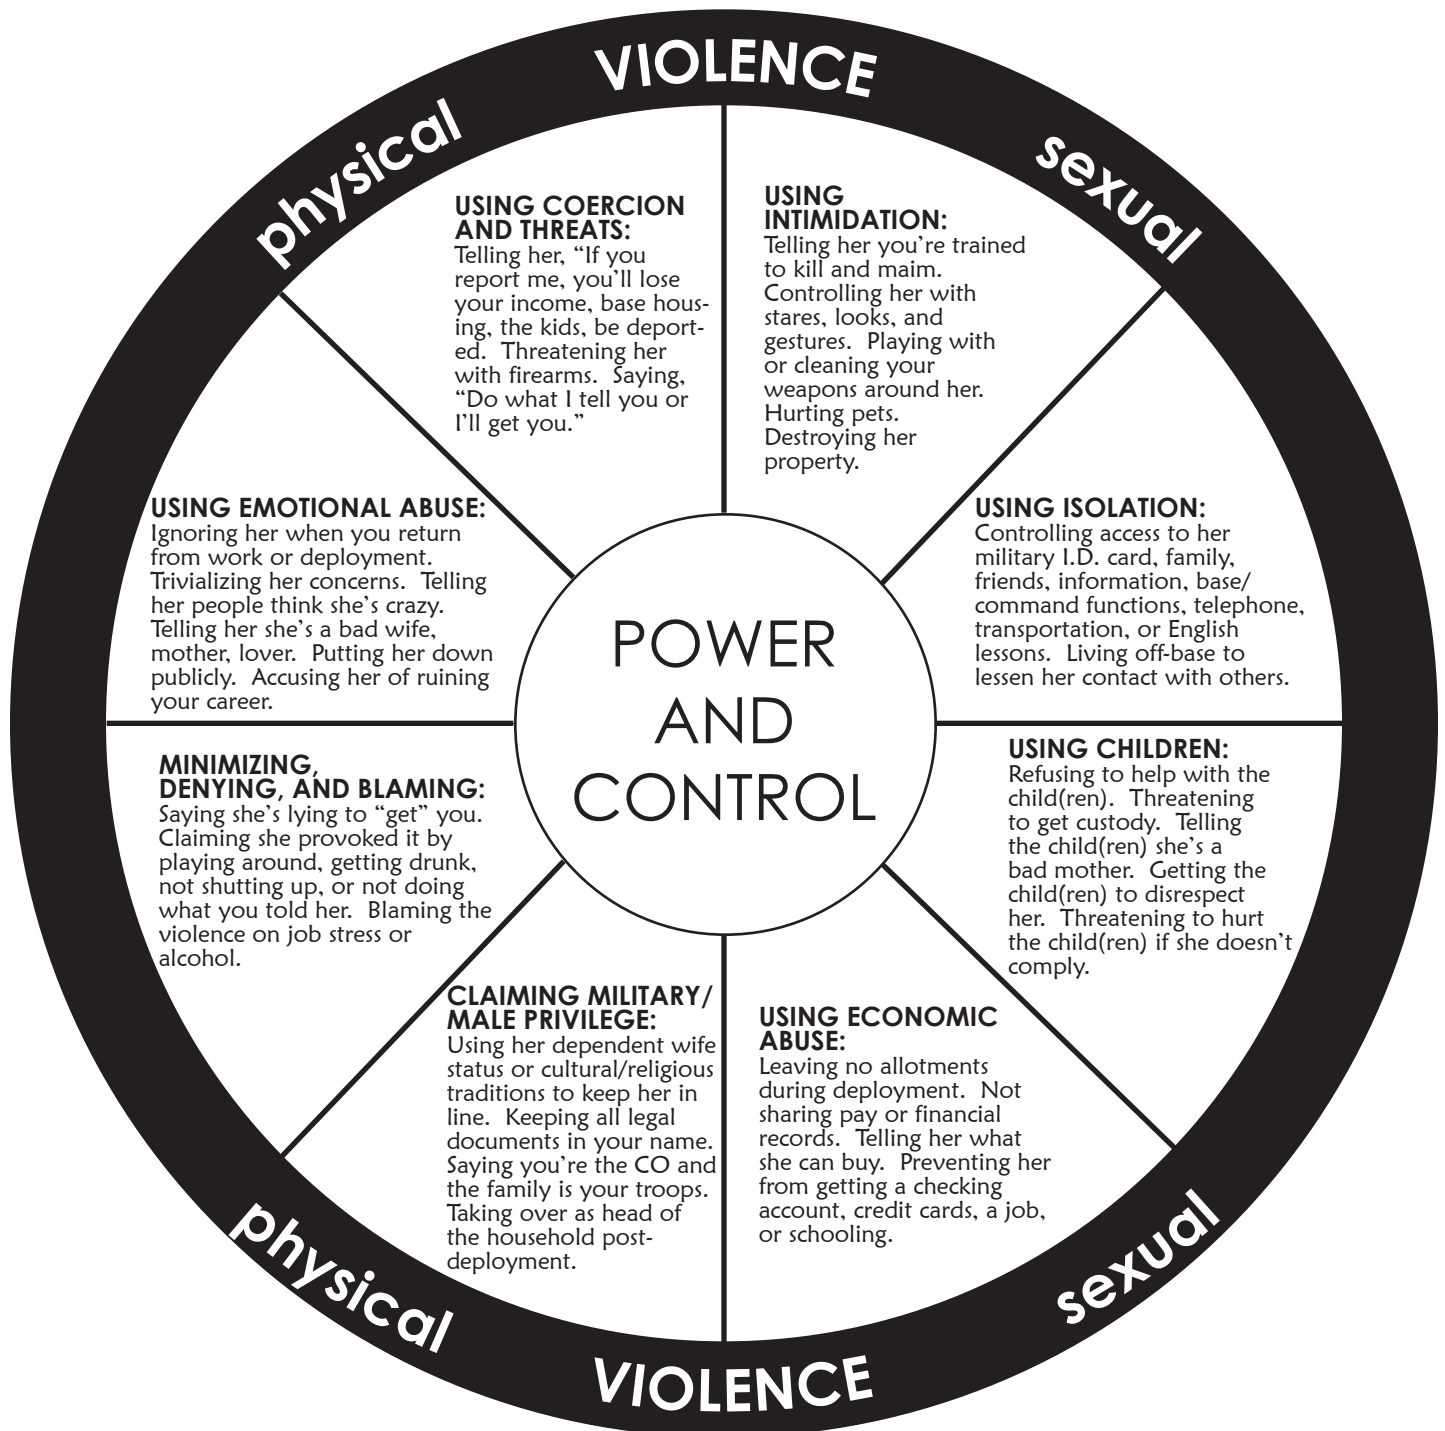 VIOLENCE
physical
sexual
USING COERCION
AND THREATS:
Telling her, “If you
report me, you’ll lose
your income, base hous-
ing, the kids, be deport-
ed.  Threatening her
with firearms.  Saying,
“Do what I tell you or
I’ll get you.”
USING
INTIMIDATION:
Telling her you’re trained
to kill and maim.
Controlling her with
stares, looks, and
gestures.  Playing with
or cleaning your
weapons around her.
Hurting pets.
Destroying her
property.
USING EMOTIONAL ABUSE:
Ignoring her when you return
from work or deployment.
Trivializing her concerns.  Telling
her people think she’s crazy.
Telling her she’s a bad wife,
mother, lover.  Putting her down
publicly.  Accusing her of ruining
your career.
USING ISOLATION:
Controlling access to her
military I.D. card, family,
friends, information, base/
command functions, telephone,
transportation, or English
lessons.  Living off-base to
lessen her contact with others.
POWER
AND
CONTROL
MINIMIZING,
DENYING, AND BLAMING:
Saying she’s lying to “get” you.
Claiming she provoked it by
playing around, getting drunk,
not shutting up, or not doing
what you told her.  Blaming the
violence on job stress or
alcohol.
USING CHILDREN:
Refusing to help with the
child(ren).  Threatening
to get custody.  Telling
the child(ren) she’s a
bad mother.  Getting the
child(ren) to disrespect
her.  Threatening to hurt
the child(ren) if she doesn’t
comply.
CLAIMING MILITARY/
MALE PRIVILEGE:
Using her dependent wife
status or cultural/religious
traditions to keep her in
line.  Keeping all legal
documents in your name.
Saying you’re the CO and
the family is your troops.
Taking over as head of
the household post-
deployment.
USING ECONOMIC
ABUSE:
Leaving no allotments
during deployment.  Not
sharing pay or financial
records.  Telling her what
she can buy.  Preventing her
from getting a checking
account, credit cards, a job,
or schooling.
physical
sexual
VIOLENCE